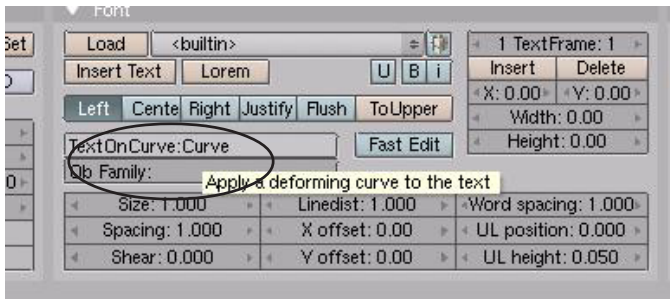 Font
Set
Load <builtin> 1 TextFrame: 1
Insert Text Lorem U B i Insert Delete
X: 0.00 Y: 0.00
Left Cente Right Justify Flush ToUpper
Width: 0.00
TextOnCurve:Curve Fast Edit Height: 0.00
Ob Family:
Apply a deforming curve to the text
Size: 1.000 Linedist: 1.000 Word spacing: 1.000
Spacing: 1.000 X offset: 0.00 UL position: 0.000
Shear: 0.000 Y offset: 0.00 UL height: 0.050